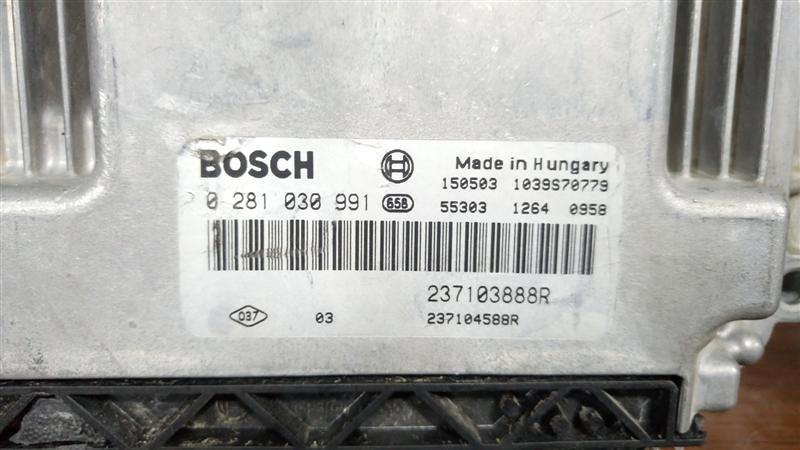 BOSCH Made in Hungary
150503 1039S70779
0 281 030 991 658 55303 1264 0958
237103888R
037 03 237104588R